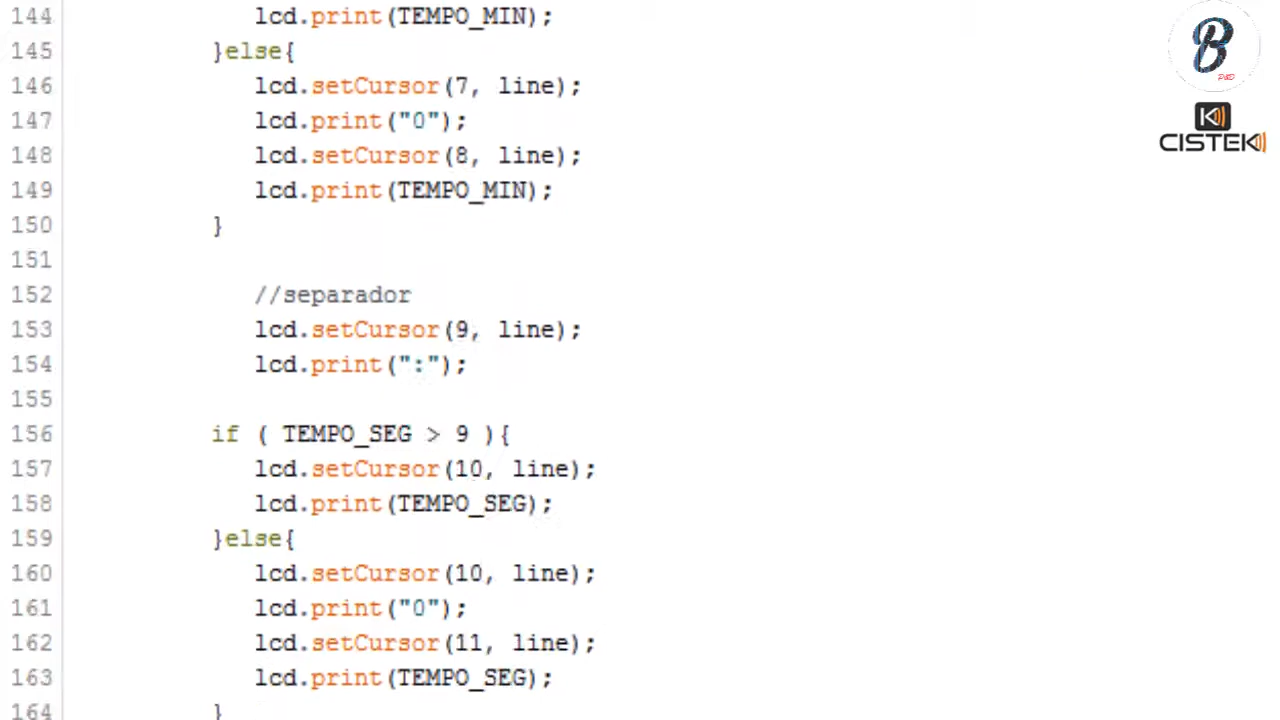 144 lcd.print(TEMPO_MIN);
145 }else{
146 lcd.setCursor(7, line);
147 lcd.print("0");
148 lcd.setCursor(8, line);
149 lcd.print(TEMPO_MIN);
150 }
151
152 //separador
153 lcd.setCursor(9, line);
154 lcd.print(":");
155
156 if ( TEMPO_SEG > 9 ){
157 lcd.setCursor(10, line);
158 lcd.print(TEMPO_SEG);
159 }else{
160 lcd.setCursor(10, line);
161 lcd.print("0");
162 lcd.setCursor(11, line);
163 lcd.print(TEMPO_SEG);
164 }
B
K
CISTEK